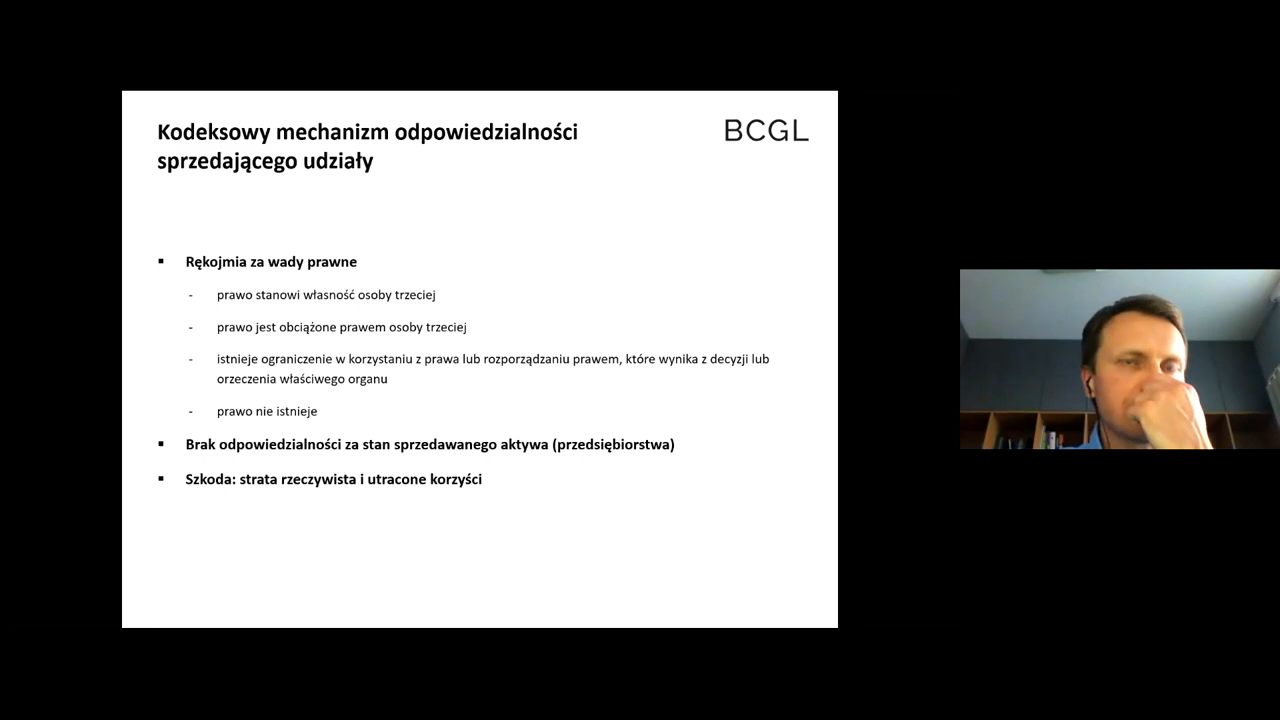 Kodeksowy mechanizm odpowiedzialności
sprzedającego udziały
BCGL
▪ Rękojmia za wady prawne
- prawo stanowi własność osoby trzeciej
- prawo jest obciążone prawem osoby trzeciej
- istnieje ograniczenie w korzystaniu z prawa lub rozporządzaniu prawem, które wynika z decyzji lub
orzeczenia właściwego organu
- prawo nie istnieje
▪ Brak odpowiedzialności za stan sprzedawanego aktywa (przedsiębiorstwa)
▪ Szkoda: strata rzeczywista i utracone korzyści